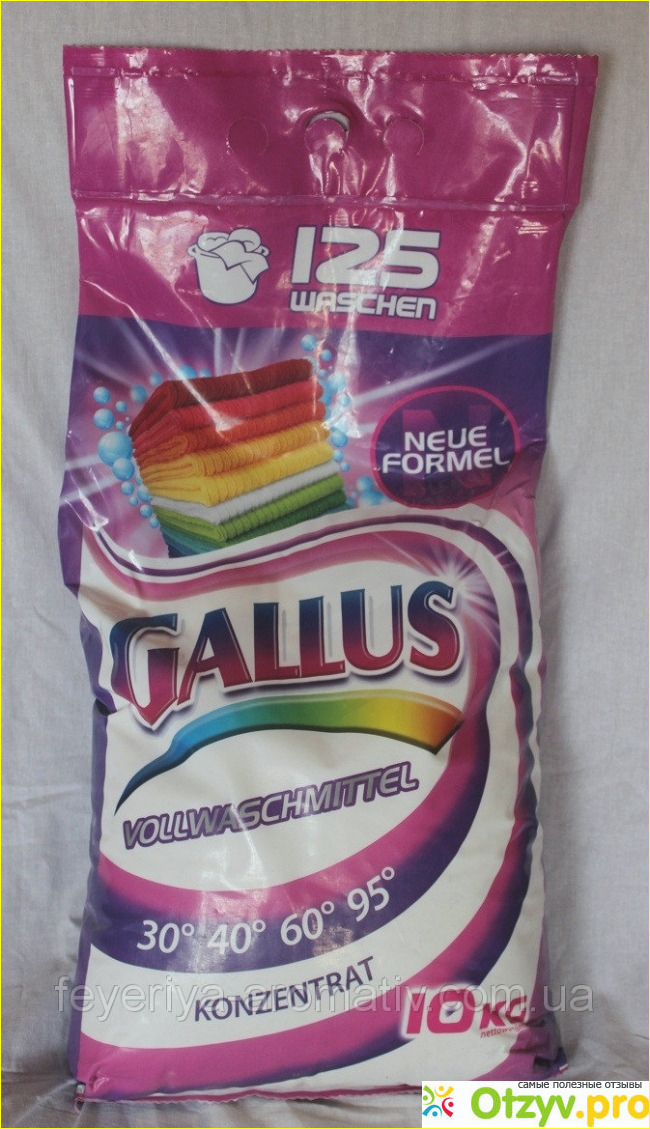 125
WASCHEN
NEUE
FORMEL
GALLUS
VOLLWASCHMITTEL
30° 40° 60° 95°
KONZENTRAT
10 KG
feyeriya-aromativ.com.ua
самые полезные отзывы
Otzyv.pro